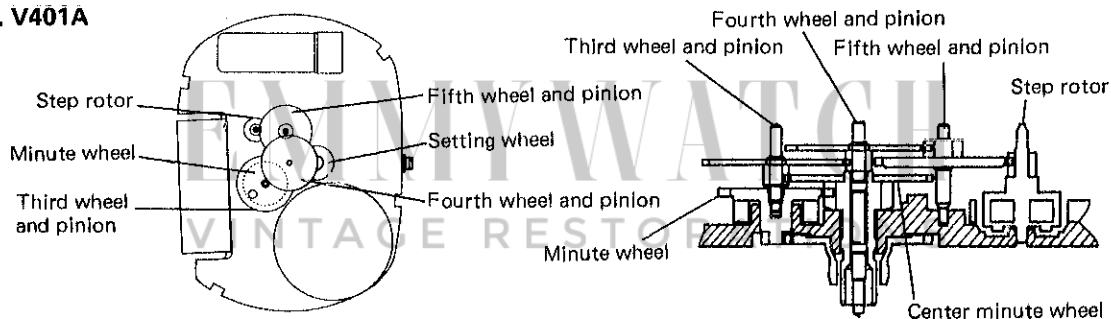 . V401A
Step rotor
Minute wheel
Third wheel
and pinion
Fifth wheel and pinion
Setting wheel
Fourth wheel and pinion
Fourth wheel and pinion
Third wheel and pinion
Fifth wheel and pinion
Step rotor
Minute wheel
Center minute wheel
EMMYWATCH
VINTAGE RESTORATION